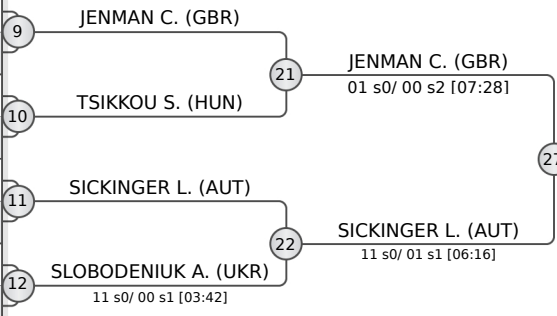 JENMAN C. (GBR)
9
21
JENMAN C. (GBR)
01 s0/ 00 s2 [07:28]
TSIKKOU S. (HUN)
10
27
SICKINGER L. (AUT)
11
22
SICKINGER L. (AUT)
11 s0/ 01 s1 [06:16]
SLOBODENIUK A. (UKR)
12
11 s0/ 00 s1 [03:42]